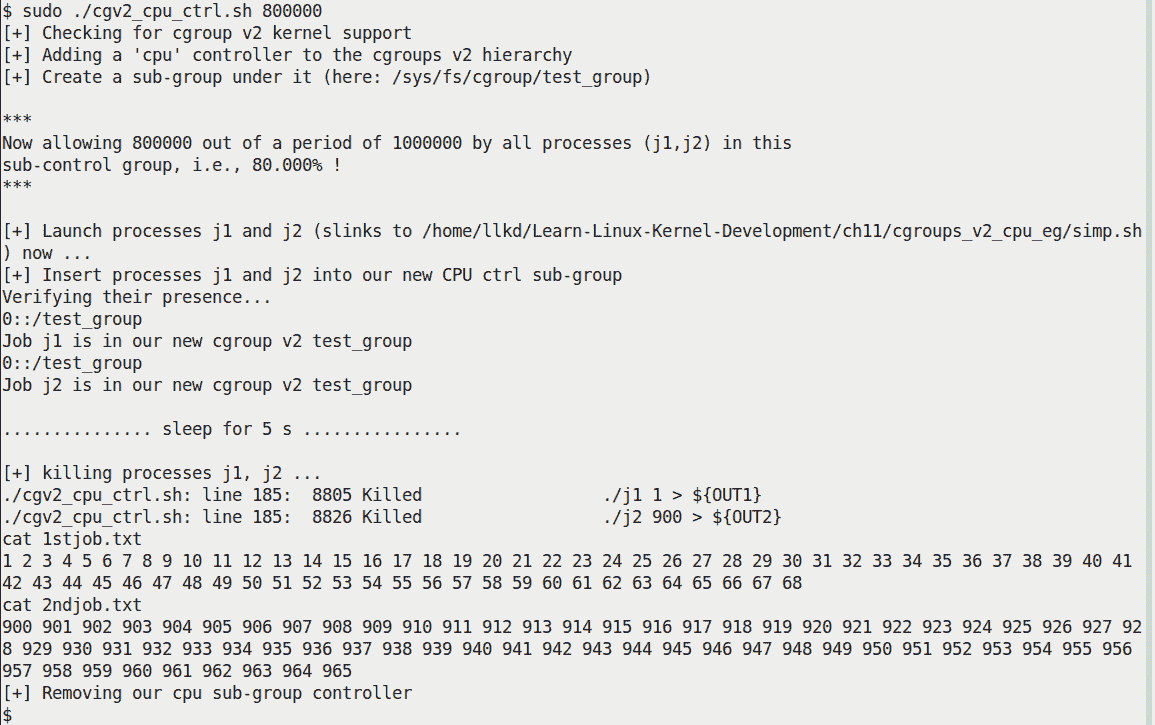 $ sudo ./cgv2_cpu_ctrl.sh 800000
[+] Checking for cgroup v2 kernel support
[+] Adding a 'cpu' controller to the cgroups v2 hierarchy
[+] Create a sub-group under it (here: /sys/fs/cgroup/test_group)
***
Now allowing 800000 out of a period of 1000000 by all processes (j1,j2) in this
sub-control group, i.e., 80.000% !
***
[+] Launch processes j1 and j2 (slinks to /home/llkd/Learn-Linux-Kernel-Development/ch11/cgroups_v2_cpu_eg/simp.sh
) now ...
[+] Insert processes j1 and j2 into our new CPU ctrl sub-group
Verifying their presence...
0::/test_group
Job j1 is in our new cgroup v2 test_group
0::/test_group
Job j2 is in our new cgroup v2 test_group
............... sleep for 5 s ................
[+] killing processes j1, j2 ...
./cgv2_cpu_ctrl.sh: line 185:  8805 Killed                  ./j1 1 > ${OUT1}
./cgv2_cpu_ctrl.sh: line 185:  8826 Killed                  ./j2 900 > ${OUT2}
cat 1stjob.txt
1 2 3 4 5 6 7 8 9 10 11 12 13 14 15 16 17 18 19 20 21 22 23 24 25 26 27 28 29 30 31 32 33 34 35 36 37 38 39 40 41
42 43 44 45 46 47 48 49 50 51 52 53 54 55 56 57 58 59 60 61 62 63 64 65 66 67 68
cat 2ndjob.txt
900 901 902 903 904 905 906 907 908 909 910 911 912 913 914 915 916 917 918 919 920 921 922 923 924 925 926 927 92
8 929 930 931 932 933 934 935 936 937 938 939 940 941 942 943 944 945 946 947 948 949 950 951 952 953 954 955 956
957 958 959 960 961 962 963 964 965
[+] Removing our cpu sub-group controller
$